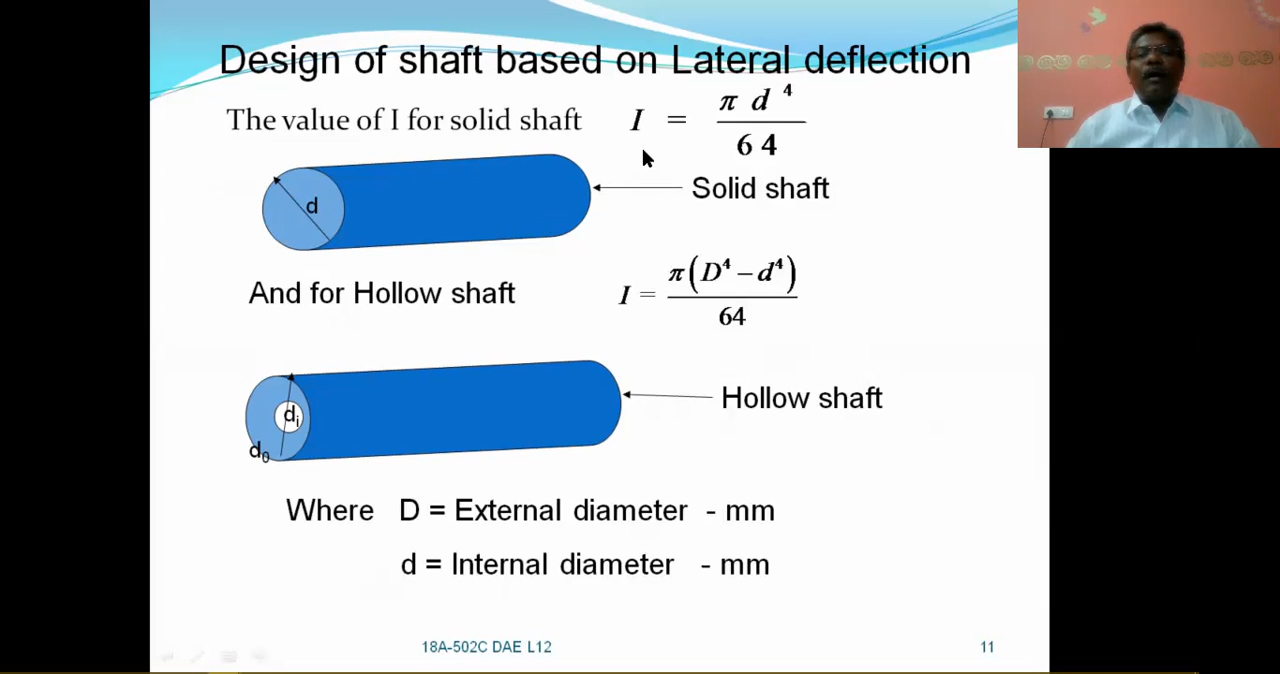 Design of shaft based on Lateral deflection
The value of I for solid shaft I = π d 4 / 6 4
d
Solid shaft
And for Hollow shaft I = π(D⁴ – d⁴) / 64
di
d0
Hollow shaft
Where D = External diameter - mm
d = Internal diameter - mm
18A-502C DAE L12 11